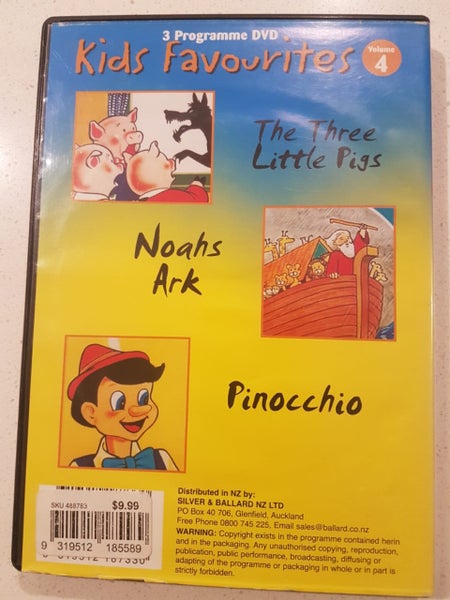 3 Programme DVD
Kids Favourites
Volume
4
The Three
Little Pigs
Noahs
Ark
Pinocchio
SKU 468783
$9.99
9 319512 185589
Distributed in NZ by:
SILVER & BALLARD NZ LTD
PO Box 40 706, Glenfield, Auckland
Free Phone 0800 745 225, Email sales@ballard.co.nz
WARNING: Copyright exists in the programme contained herin
and in the packaging. Any unauthorised copying, reproduction,
publication, public performance, broadcasting, diffusing or
adapting of the programme or packaging in whole or in part is
strictly forbidden.